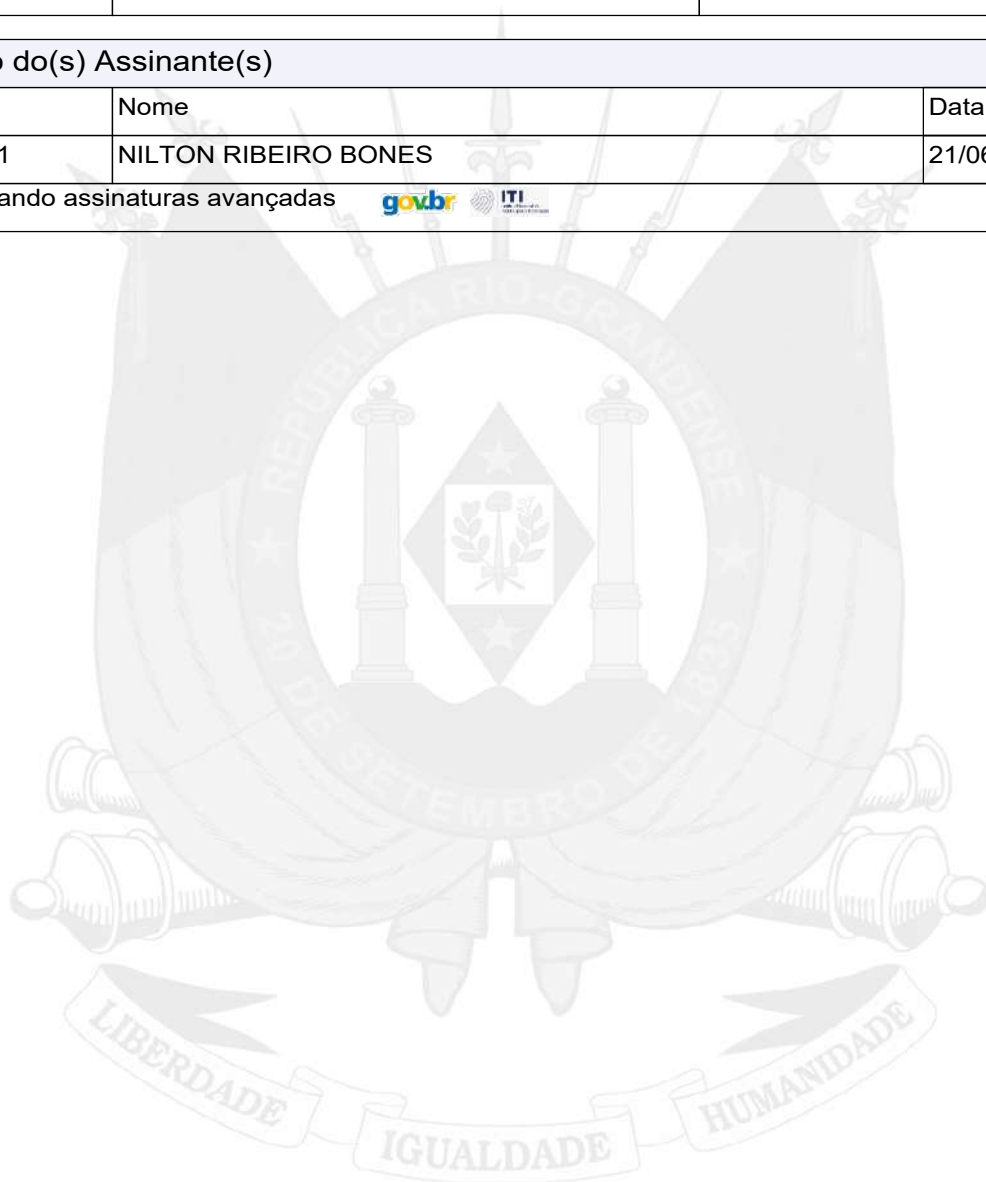 o do(s) Assinante(s)
Nome
Data
1
NILTON RIBEIRO BONES
21/06
ando assinaturas avançadas
gov.br
ITI
REPÚBLICA RIO-GRANDENSE
20 DE SETEMBRO DE 1835
LIBERDADE
IGUALDADE
HUMANIDADE